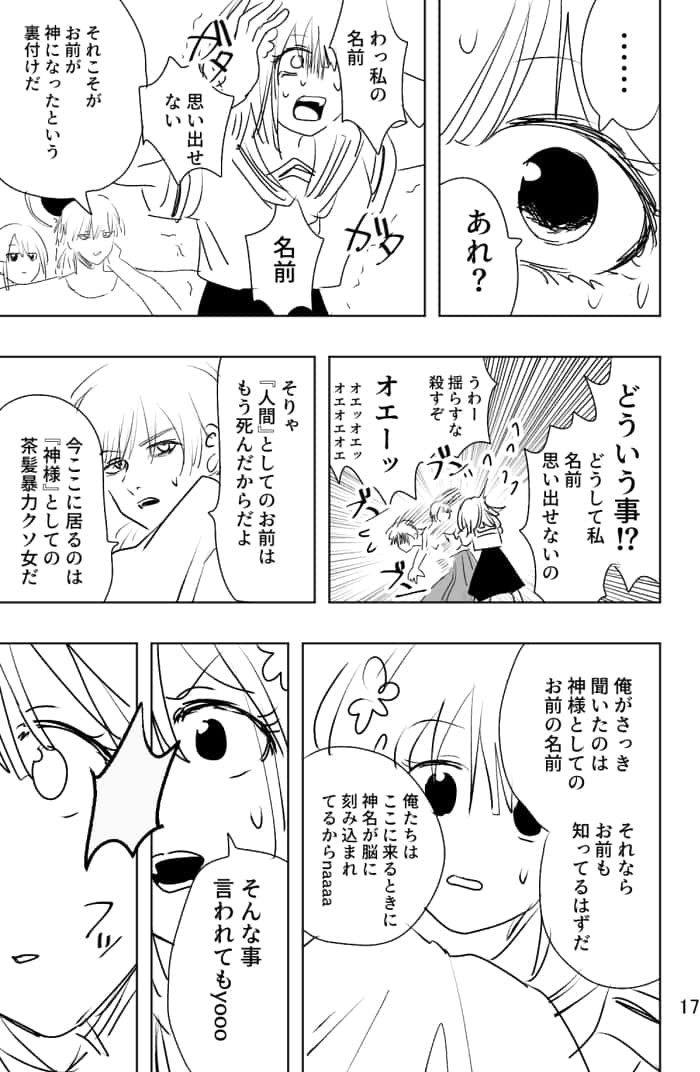 ……
あれ？
わっ私の
名前
思い出せ
ない
名前
ガタ
ガタ
それこそが
お前が
神になったという
裏付けだ
どういう事!?
どうして私
名前
思い出せないの
うわー
揺らすな
殺すぞ
オエーッ
オエッオエッ
オエオエオエ
そりゃ
『人間』としてのお前は
もう死んだからだよ
今ここに居るのは
『神様』としての
茶髪暴力クソ女だ
俺がさっき
聞いたのは
神様としての
お前の名前
それなら
お前も
知ってるはずだ
俺たちは
ここに来るときに
神名が脳に
刻み込まれ
てるからnaaaa
そんな事
言われてもyooo
17